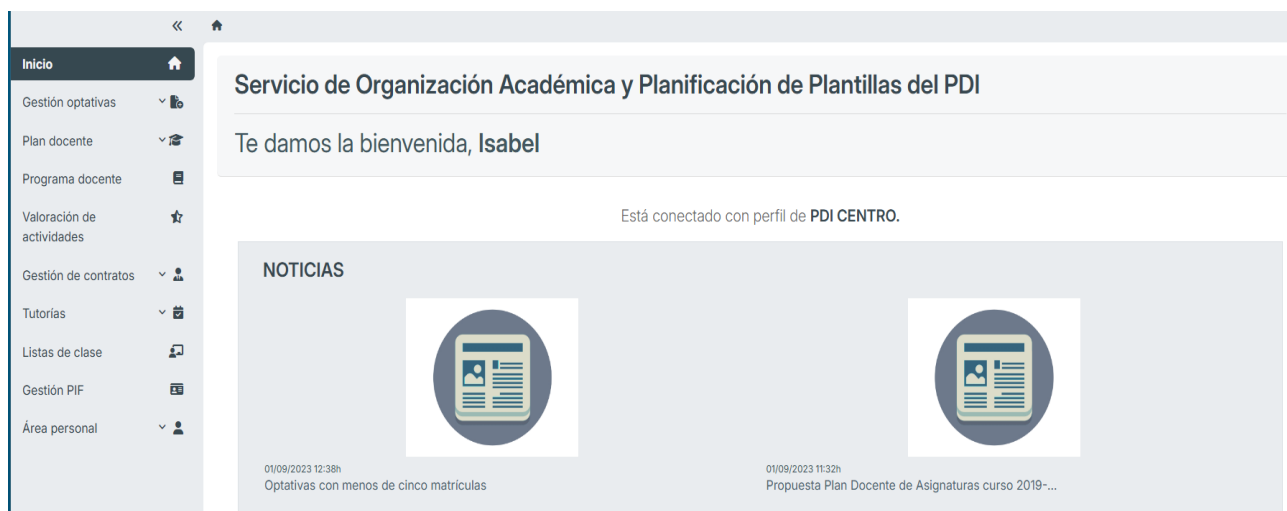 Inicio
Gestión optativas
Plan docente
Programa docente
Valoración de
actividades
Gestión de contratos
Tutorías
Listas de clase
Gestión PIF
Área personal
Servicio de Organización Académica y Planificación de Plantillas del PDI
Te damos la bienvenida, Isabel
Está conectado con perfil de PDI CENTRO.
NOTICIAS
01/09/2023 12:38h
Optativas con menos de cinco matrículas
01/09/2023 11:32h
Propuesta Plan Docente de Asignaturas curso 2019-...